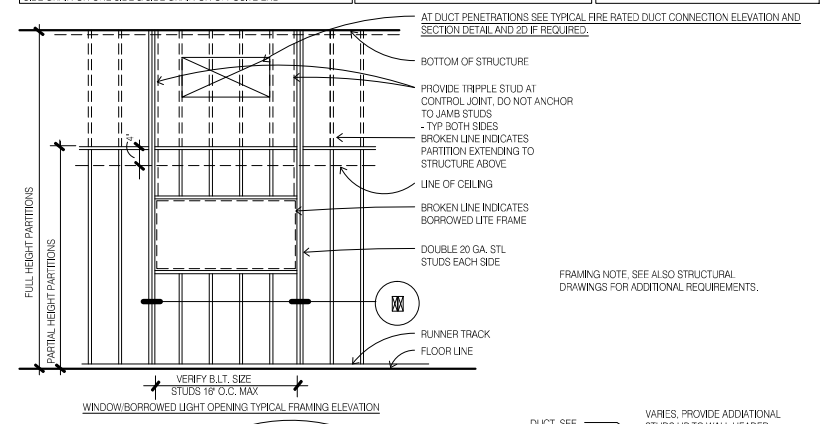 AT DUCT PENETRATIONS SEE TYPICAL FIRE RATED DUCT CONNECTION ELEVATION AND
SECTION DETAIL AND 2D IF REQUIRED.
BOTTOM OF STRUCTURE
PROVIDE TRIPPLE STUD AT
CONTROL JOINT, DO NOT ANCHOR
TO JAMB STUDS
- TYP BOTH SIDES
BROKEN LINE INDICATES
PARTITION EXTENDING TO
STRUCTURE ABOVE
LINE OF CEILING
BROKEN LINE INDICATES
BORROWED LITE FRAME
DOUBLE 20 GA. STL
STUDS EACH SIDE
FRAMING NOTE, SEE ALSO STRUCTURAL
DRAWINGS FOR ADDITIONAL REQUIREMENTS.
RUNNER TRACK
FLOOR LINE
FULL HEIGHT PARTITIONS
PARTIAL HEIGHT PARTITIONS
4"
VERIFY B.LT. SIZE
STUDS 16" O.C. MAX
WINDOW/BORROWED LIGHT OPENING TYPICAL FRAMING ELEVATION
DUCT, SEE
VARIES, PROVIDE ADDIATIONAL